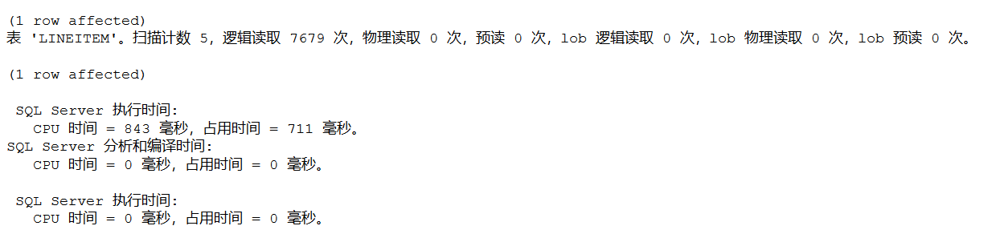 (1 row affected)
表 'LINEITEM'。扫描计数 5，逻辑读取 7679 次，物理读取 0 次，预读 0 次，lob 逻辑读取 0 次，lob 物理读取 0 次，lob 预读 0 次。
(1 row affected)
SQL Server 执行时间:
CPU 时间 = 843 毫秒，占用时间 = 711 毫秒。
SQL Server 分析和编译时间:
CPU 时间 = 0 毫秒，占用时间 = 0 毫秒。
SQL Server 执行时间:
CPU 时间 = 0 毫秒，占用时间 = 0 毫秒。